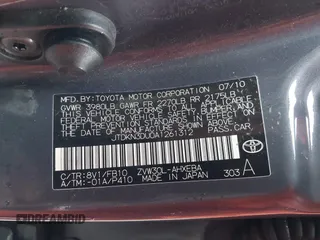 MFD. BY: TOYOTA MOTOR CORPORATION 07/10
GVWR 3980LB GAWR FR 2270LB RR 2175LB
THIS VEHICLE CONFORMS TO ALL APPLICABLE
FEDERAL MOTOR VEHICLE SAFETY, BUMPER, AND
THEFT PREVENTION STANDARDS IN EFFECT ON
THE DATE OF MANUFACTURE SHOWN ABOVE.
PASS. CAR
C/TR: 8V1/FB10 ZVW30L-AHXEBA
A/TM: -01A/P410 MADE IN JAPAN 303 A
DREAMBID